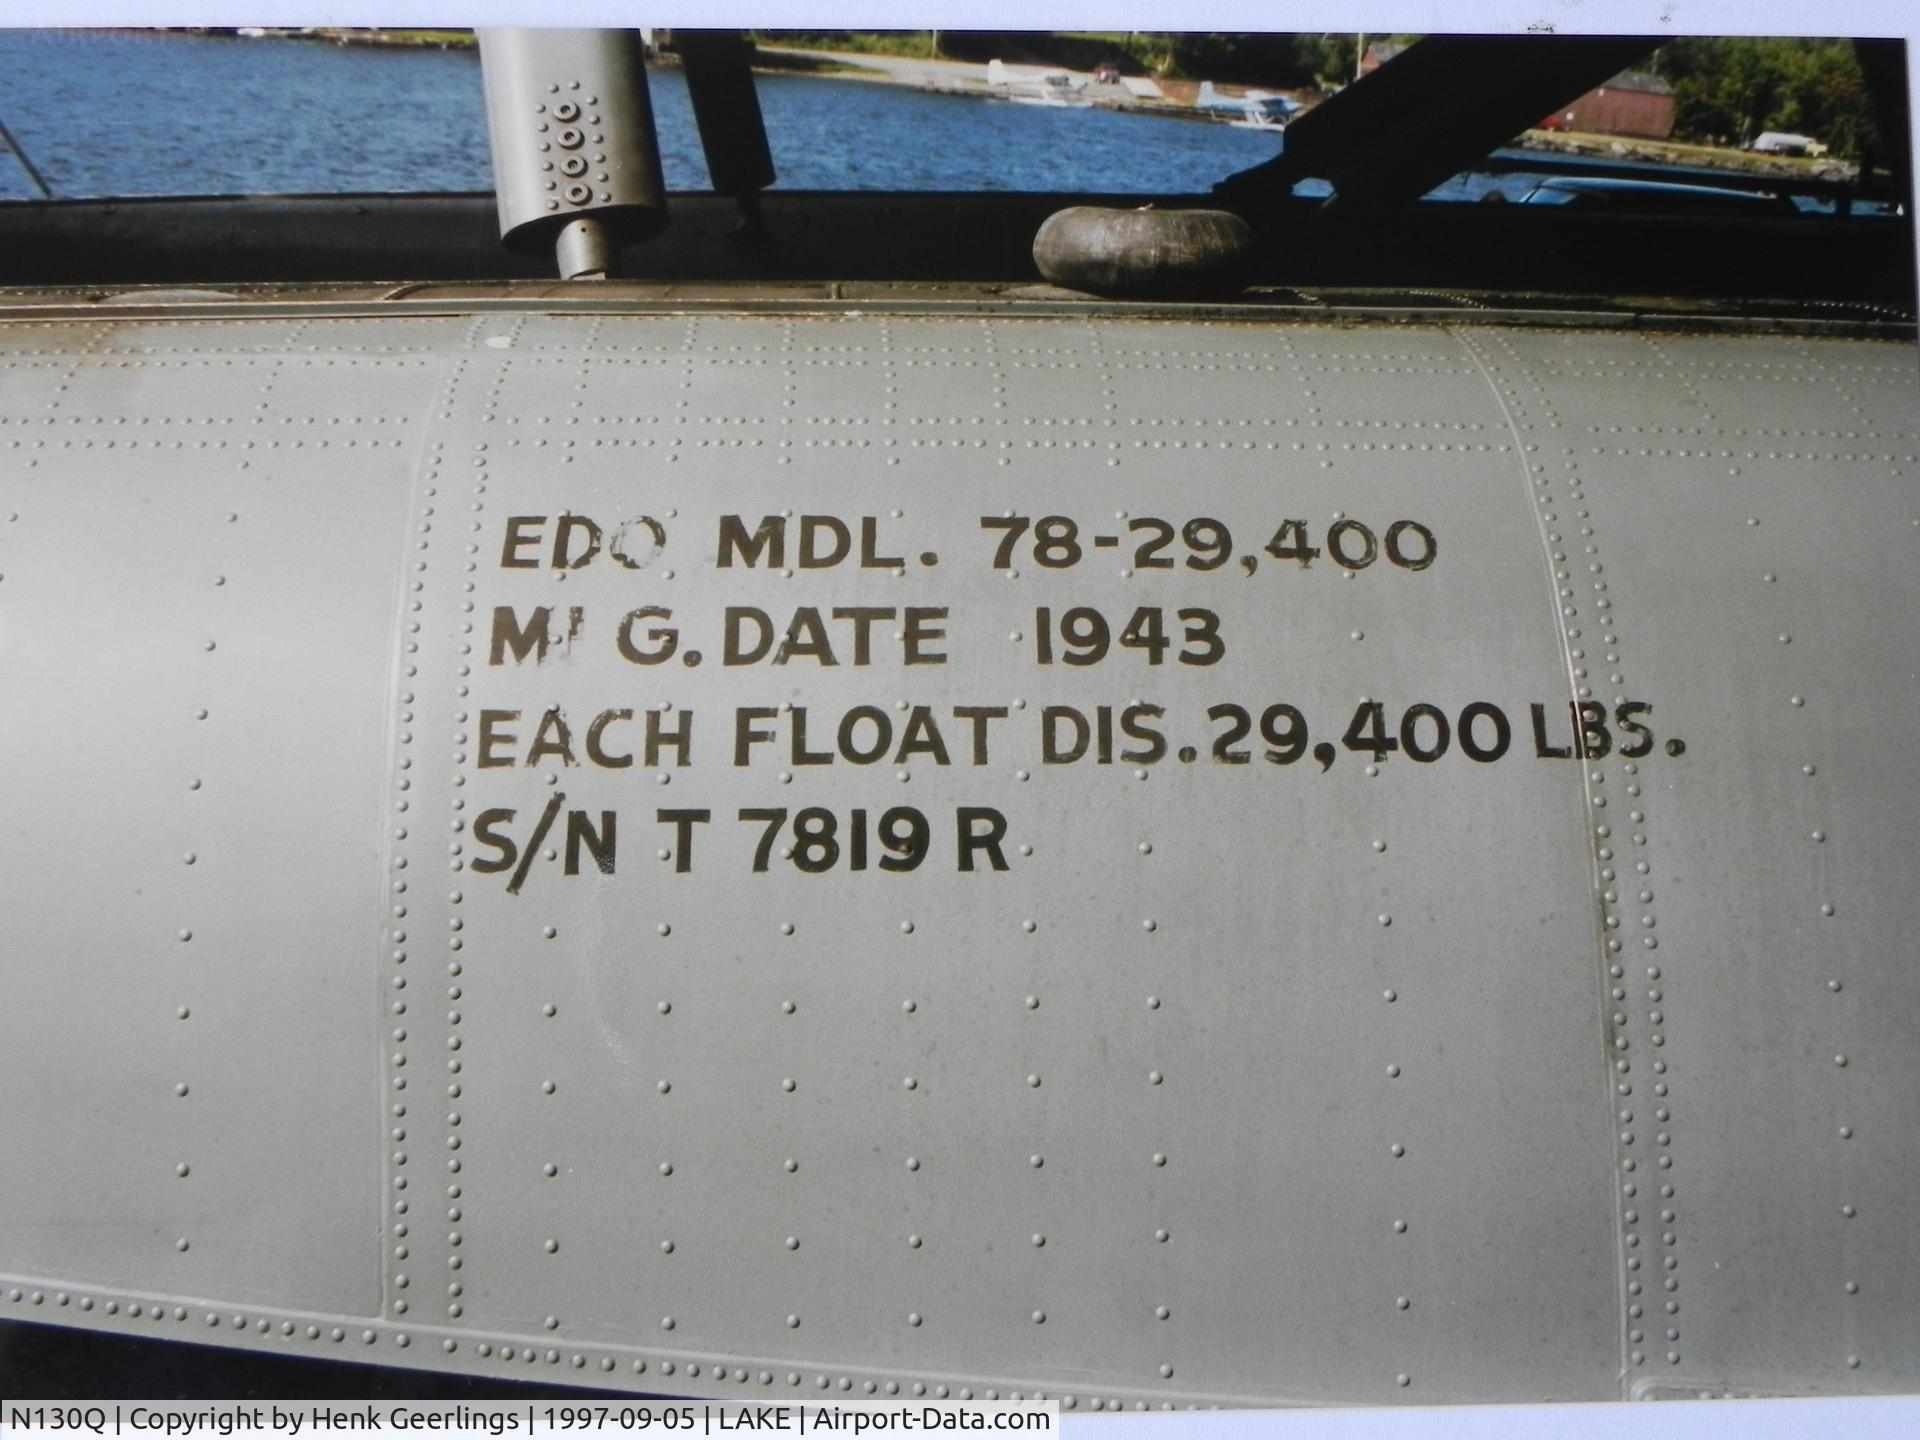 EDO MDL. 78-29,400
MFG. DATE 1943
EACH FLOAT DIS. 29,400 LBS.
S/N T 7819 R
N130Q | Copyright by Henk Geerlings | 1997-09-05 | LAKE | Airport-Data.com